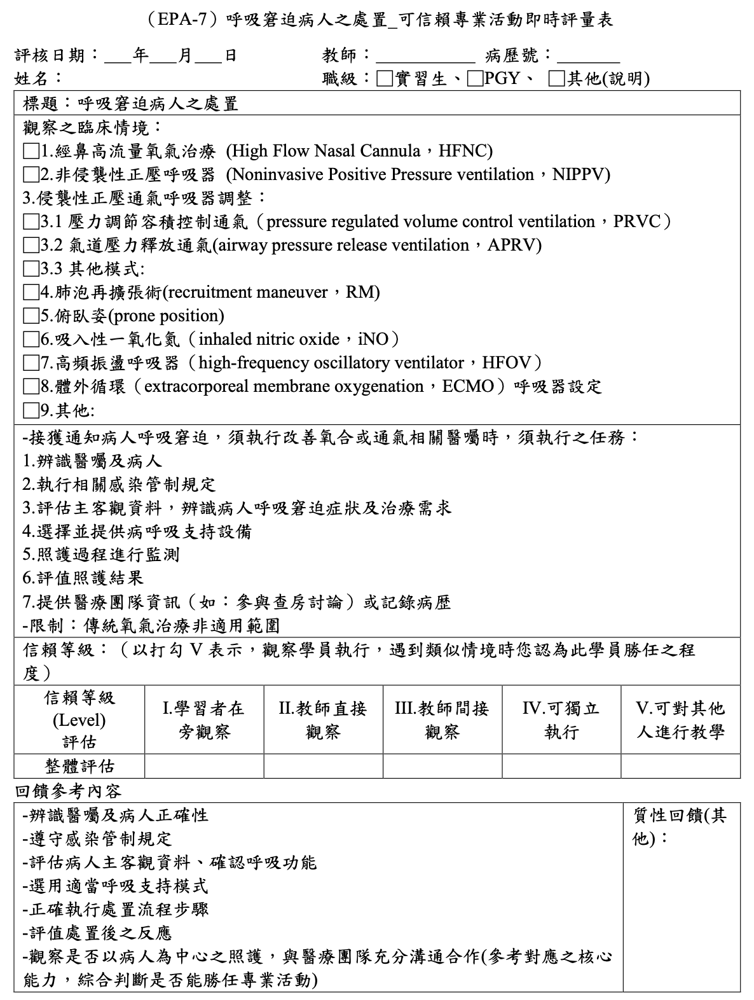 （EPA-7）呼吸窘迫病人之處置_可信賴專業活動即時評量表
評核日期：___年___月___日 教師：___________ 病歷號：_______
姓名： 職級：□實習生、□PGY、 □其他(說明)
標題：呼吸窘迫病人之處置
觀察之臨床情境：
□1.經鼻高流量氧氣治療 (High Flow Nasal Cannula，HFNC)
□2.非侵襲性正壓呼吸器 (Noninvasive Positive Pressure ventilation，NIPPV)
3.侵襲性正壓通氣呼吸器調整：
□3.1 壓力調節容積控制通氣（pressure regulated volume control ventilation，PRVC）
□3.2 氣道壓力釋放通氣(airway pressure release ventilation，APRV)
□3.3 其他模式:
□4.肺泡再擴張術(recruitment maneuver，RM)
□5.俯臥姿(prone position)
□6.吸入性一氧化氮（inhaled nitric oxide，iNO）
□7.高頻振盪呼吸器（high-frequency oscillatory ventilator，HFOV）
□8.體外循環（extracorporeal membrane oxygenation，ECMO）呼吸器設定
□9.其他:
-接獲通知病人呼吸窘迫，須執行改善氧合或通氣相關醫囑時，須執行之任務：
1.辨識醫囑及病人
2.執行相關感染管制規定
3.評估主客觀資料，辨識病人呼吸窘迫症狀及治療需求
4.選擇並提供病呼吸支持設備
5.照護過程進行監測
6.評值照護結果
7.提供醫療團隊資訊（如：參與查房討論）或記錄病歷
-限制：傳統氧氣治療非適用範圍
信賴等級：（以打勾 V 表示，觀察學員執行，遇到類似情境時您認為此學員勝任之程
度）
信賴等級
(Level)
評估
I.學習者在
旁觀察
II.教師直接
觀察
III.教師間接
觀察
IV.可獨立
執行
V.可對其他
人進行教學
整體評估
回饋參考內容
-辨識醫囑及病人正確性
-遵守感染管制規定
-評估病人主客觀資料、確認呼吸功能
-選用適當呼吸支持模式
-正確執行處置流程步驟
-評值處置後之反應
-觀察是否以病人為中心之照護，與醫療團隊充分溝通合作(參考對應之核心
能力，綜合判斷是否能勝任專業活動)
質性回饋(其
他)：